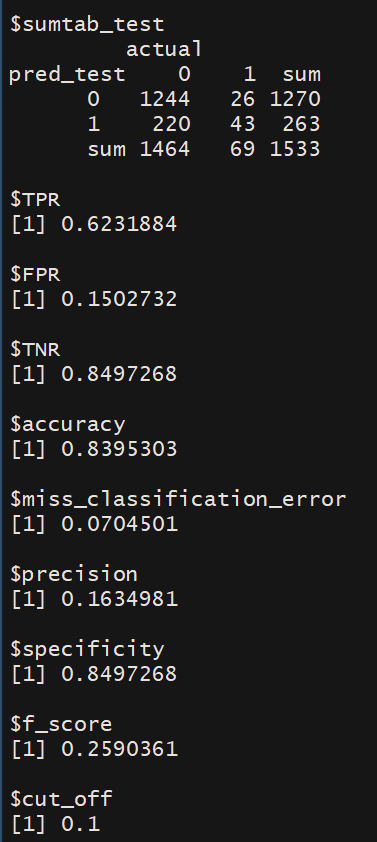 $sumtab_test
         actual
pred_test    0    1  sum
      0   1244   26 1270
      1    220   43  263
      sum 1464   69 1533
$TPR
[1] 0.6231884
$FPR
[1] 0.1502732
$TNR
[1] 0.8497268
$accuracy
[1] 0.8395303
$miss_classification_error
[1] 0.0704501
$precision
[1] 0.1634981
$specificity
[1] 0.8497268
$f_score
[1] 0.2590361
$cut_off
[1] 0.1